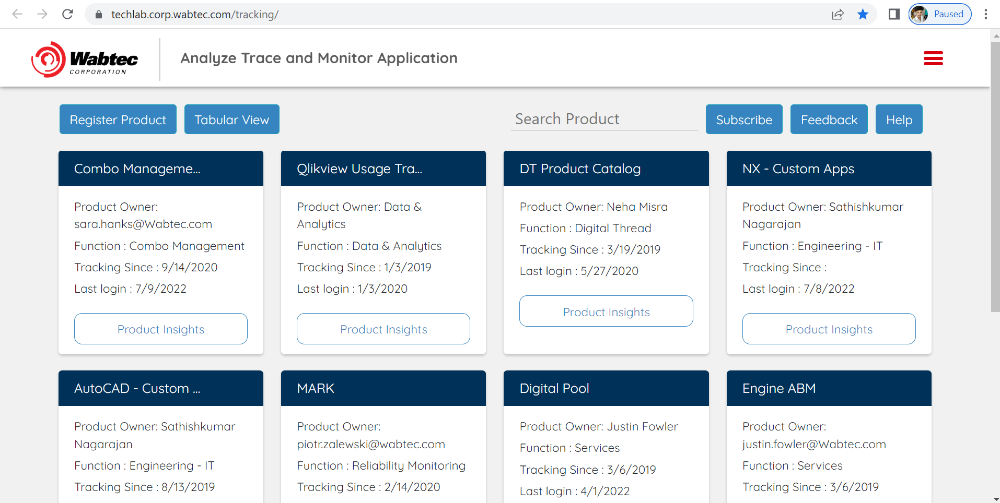 techlab.corp.wabtec.com/tracking/
Paused
Wabtec
CORPORATION
Analyze Trace and Monitor Application
Register Product
Tabular View
Search Product
Subscribe
Feedback
Help
Combo Manageme...
Product Owner:
sara.hanks@Wabtec.com
Function : Combo Management
Tracking Since : 9/14/2020
Last login : 7/9/2022
Product Insights
Qlikview Usage Tra...
Product Owner: Data &
Analytics
Function : Data & Analytics
Tracking Since : 1/3/2019
Last login : 1/3/2020
Product Insights
DT Product Catalog
Product Owner: Neha Misra
Function : Digital Thread
Tracking Since : 3/19/2019
Last login : 5/27/2020
Product Insights
NX - Custom Apps
Product Owner: Sathishkumar
Nagarajan
Function : Engineering - IT
Tracking Since :
Last login : 7/8/2022
Product Insights
AutoCAD - Custom ...
Product Owner: Sathishkumar
Nagarajan
Function : Engineering - IT
Tracking Since : 8/13/2019
MARK
Product Owner:
piotr.zalewski@wabtec.com
Function : Reliability Monitoring
Tracking Since : 2/14/2020
Digital Pool
Product Owner: Justin Fowler
Function : Services
Tracking Since : 3/6/2019
Last login : 4/1/2022
Engine ABM
Product Owner:
justin.fowler@Wabtec.com
Function : Services
Tracking Since : 3/6/2019